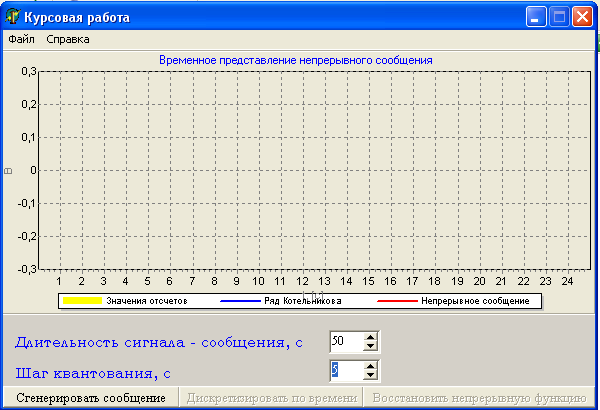 Курсовая работа
Файл Справка
Временное представление непрерывного сообщения
0,3
0,2
0,1
0
-0,1
-0,2
-0,3
В
1 2 3 4 5 6 7 8 9 10 11 12 13 14 15 16 17 18 19 20 21 22 23 24
Значения отсчетов Ряд Котельникова Непрерывное сообщение
Длительность сигнала - сообщения, с 50
Шаг квантования, с 5
Сгенерировать сообщение Дискретизировать по времени Восстановить непрерывную функцию